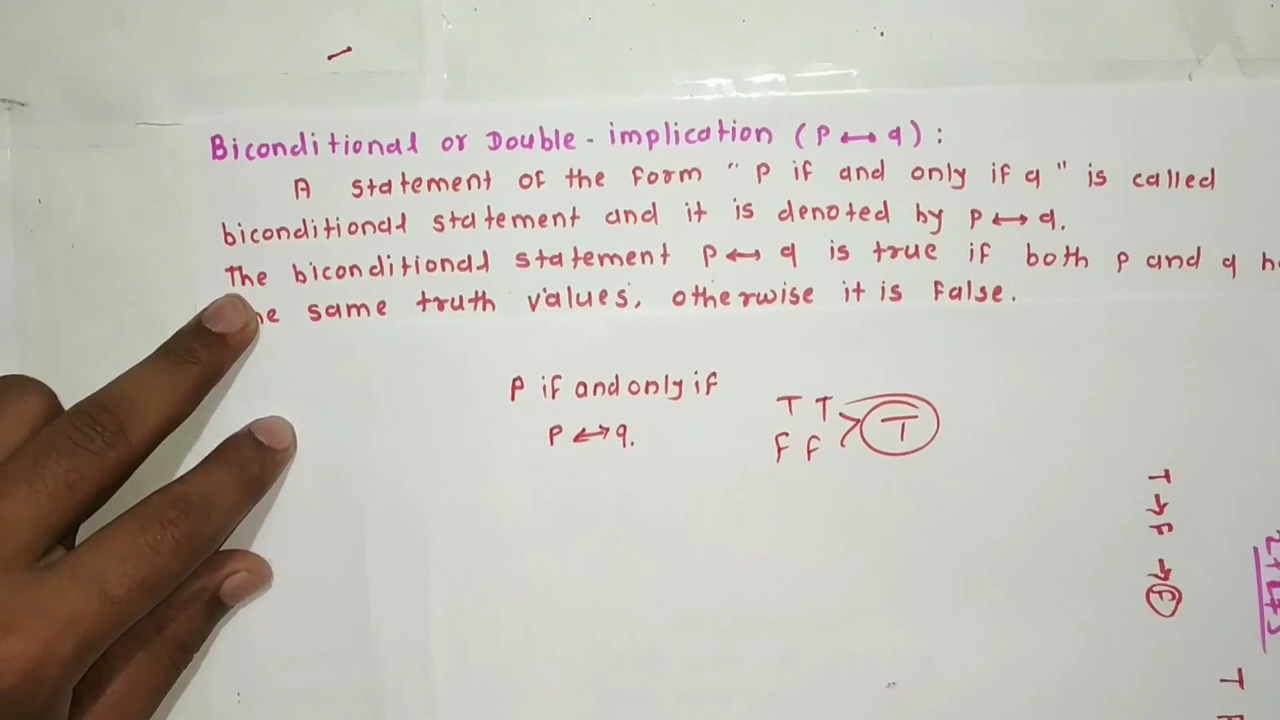 Biconditional or Double-implication (P ↔ q) :
A statement of the form "P if and only if q" is called
biconditional statement and it is denoted by P ↔ q.
The biconditional statement P ↔ q is true if both p and q
same truth values, otherwise it is False.
P if and only if
P ↔ q.
T T
F F > T
T → F → F
T